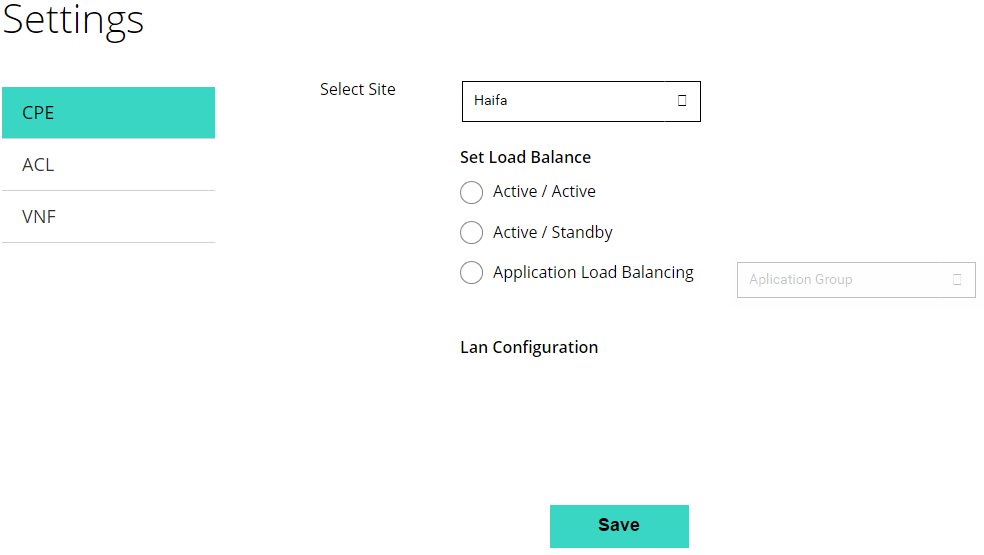 Settings
CPE
ACL
VNF
Select Site
Haifa
Set Load Balance
Active / Active
Active / Standby
Application Load Balancing
Aplication Group
Lan Configuration
Save